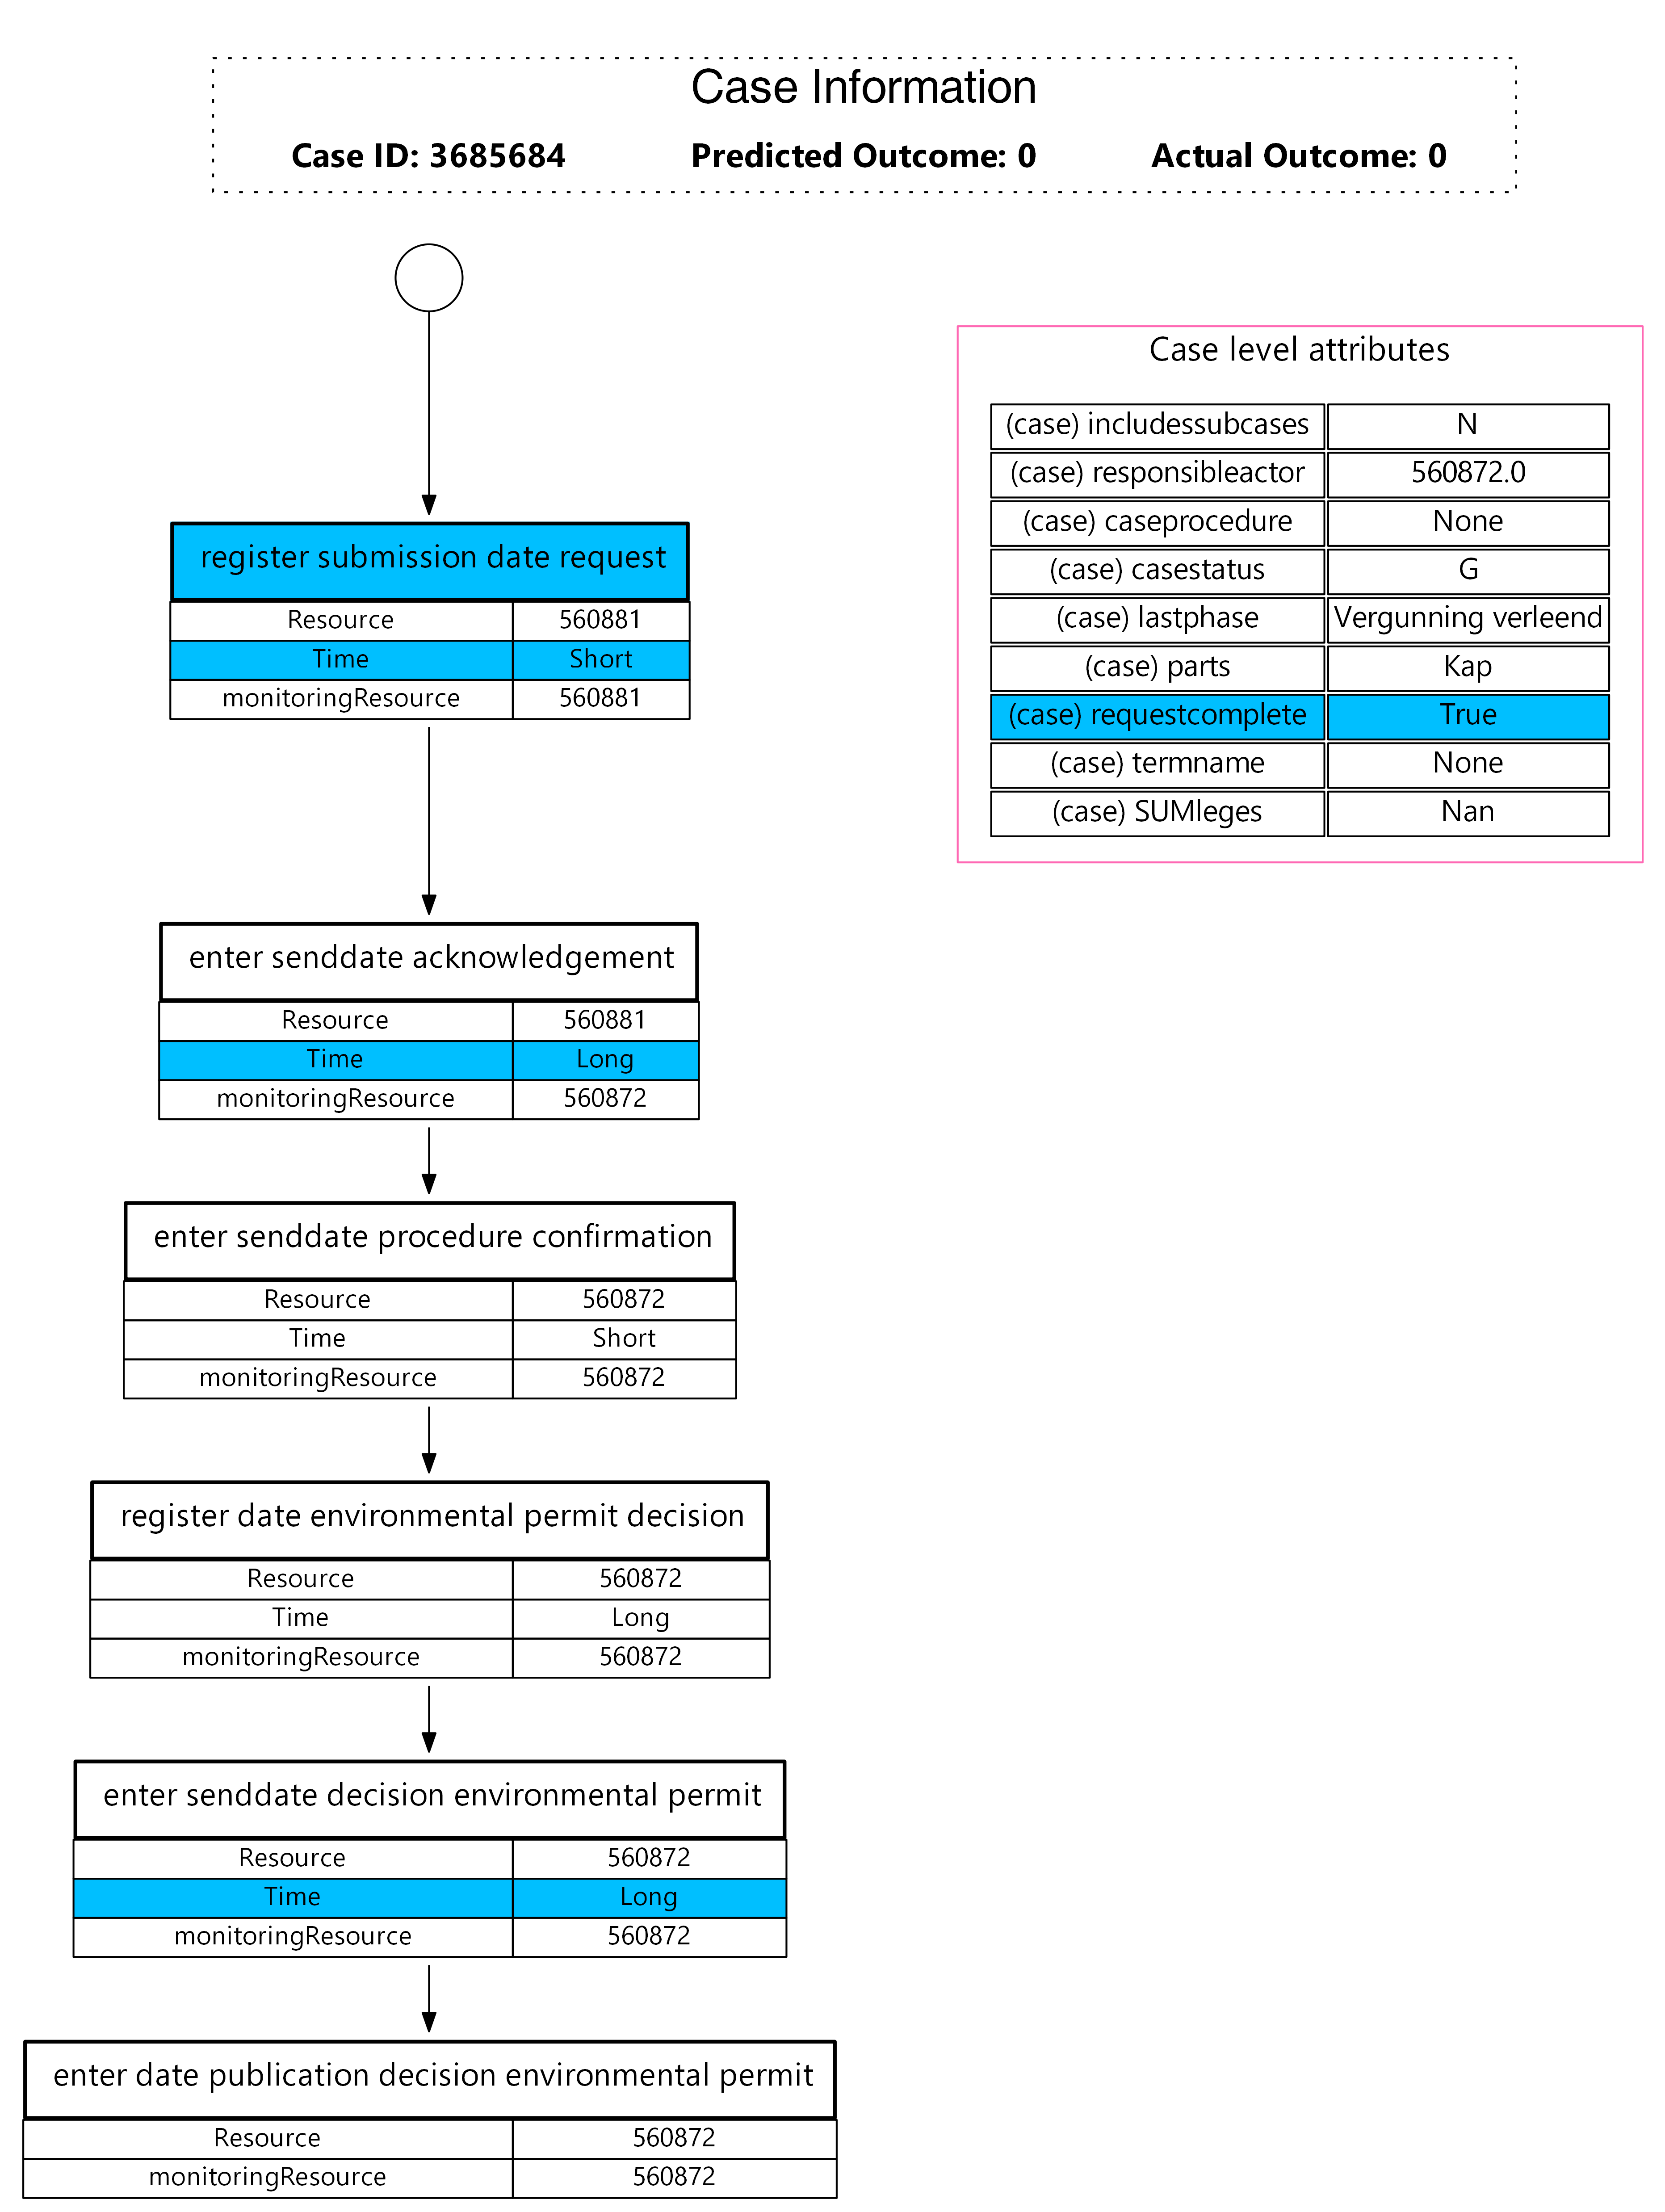 Case Information
Case ID: 3685684 Predicted Outcome: 0 Actual Outcome: 0
Case level attributes
(case) includessubcases N
(case) responsibleactor 560872.0
(case) caseprocedure None
(case) casestatus G
(case) lastphase Vergunning verleend
(case) parts Kap
(case) requestcomplete True
(case) termname None
(case) SUMleges Nan
register submission date request
Resource 560881
Time Short
monitoringResource 560881
enter senddate acknowledgement
Resource 560881
Time Long
monitoringResource 560872
enter senddate procedure confirmation
Resource 560872
Time Short
monitoringResource 560872
register date environmental permit decision
Resource 560872
Time Long
monitoringResource 560872
enter senddate decision environmental permit
Resource 560872
Time Long
monitoringResource 560872
enter date publication decision environmental permit
Resource 560872
monitoringResource 560872